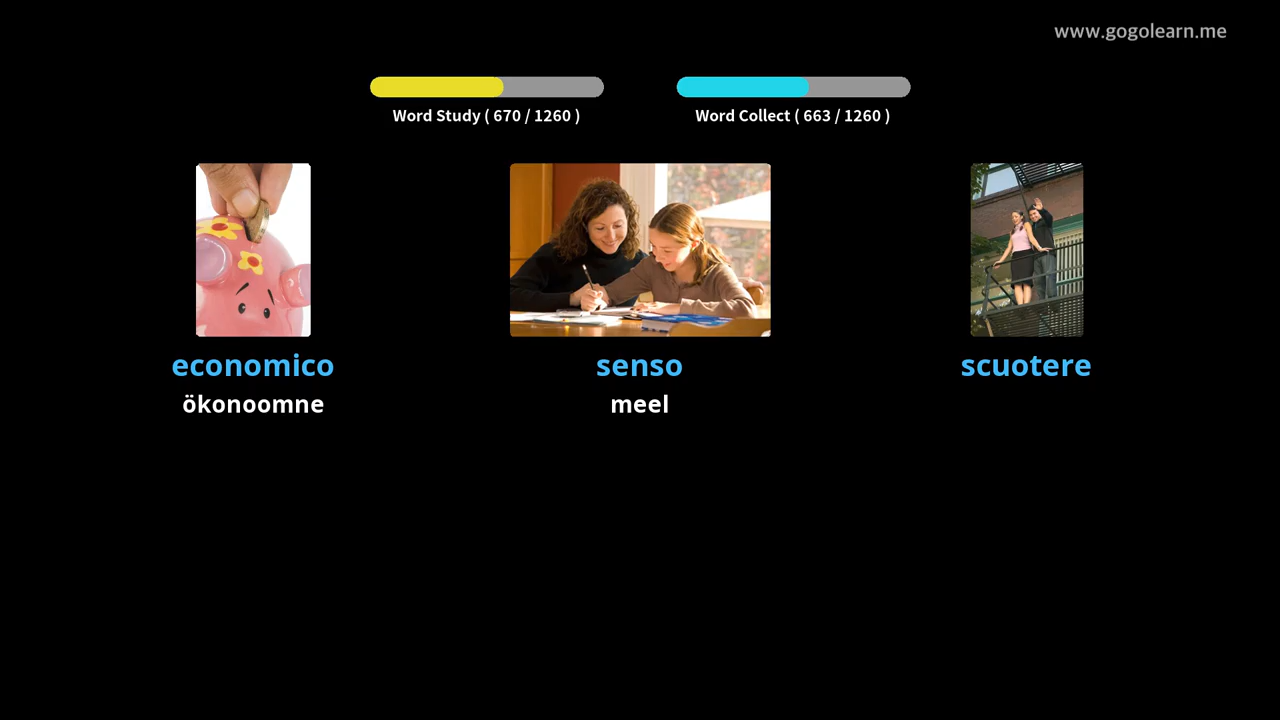 www.gogolearn.me
Word Study ( 670 / 1260 )
Word Collect ( 663 / 1260 )
economico
senso
scuotere
ökonoomne
meel